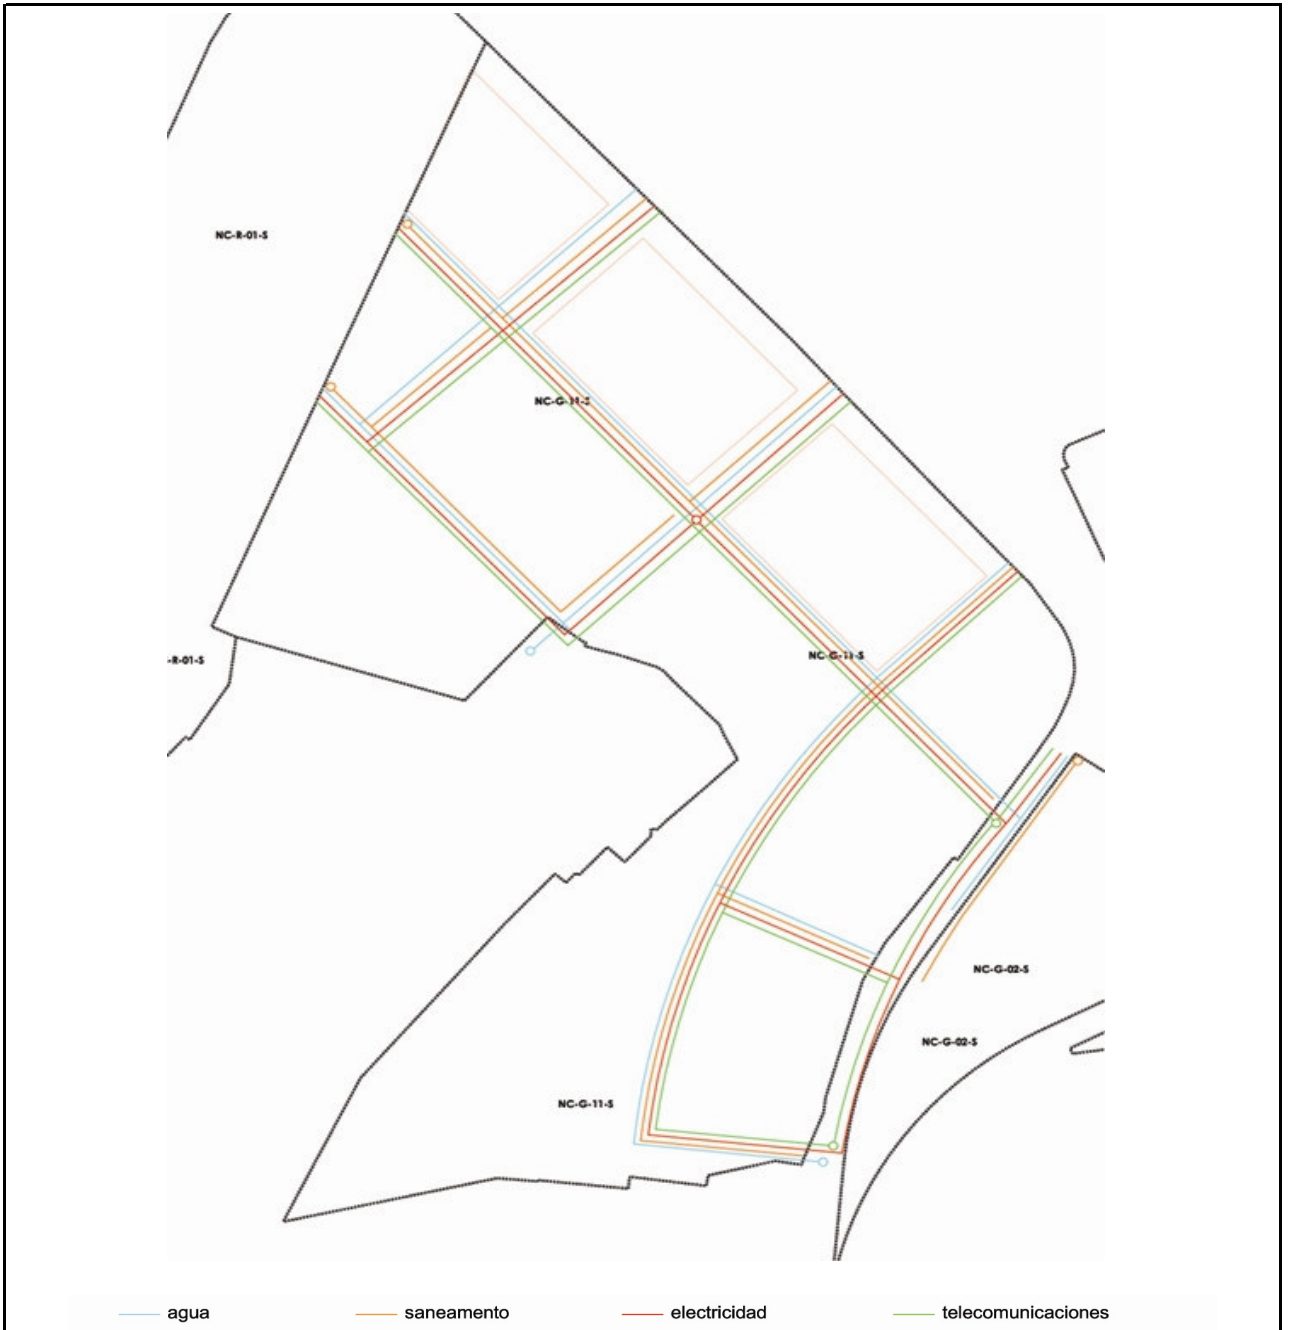 NC-R-01-S
NC-G-11-S
NC-G-11-S
-R-01-S
NC-G-02-S
NC-G-02-S
NC-G-11-S
agua saneamento electricidad telecomunicaciones